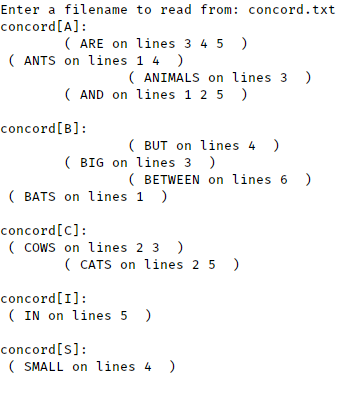 Enter a filename to read from: concord.txt
concord[A]:
        ( ARE on lines 3 4 5  )
 ( ANTS on lines 1 4  )
                ( ANIMALS on lines 3  )
        ( AND on lines 1 2 5  )

concord[B]:
                ( BUT on lines 4  )
        ( BIG on lines 3  )
                ( BETWEEN on lines 6  )
 ( BATS on lines 1  )

concord[C]:
 ( COWS on lines 2 3  )
        ( CATS on lines 2 5  )

concord[I]:
 ( IN on lines 5  )

concord[S]:
 ( SMALL on lines 4  )